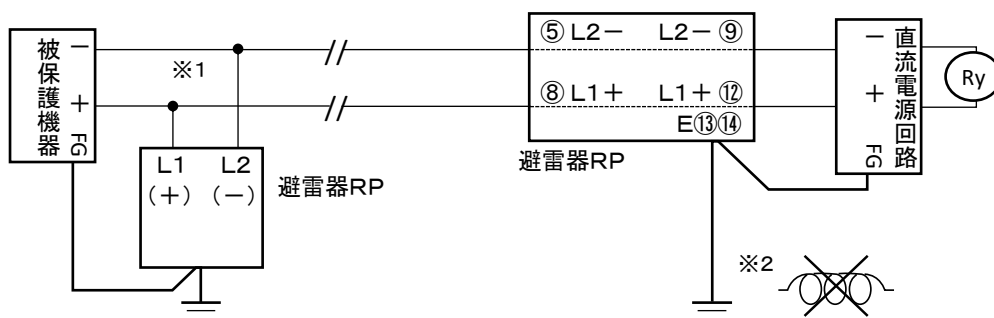 被保護機器
－
＋
FG
※1
L1
(＋)
L2
(－)
避雷器RP
⑤ L2－ L2－ ⑨
⑧ L1＋ L1＋ ⑫
E⑬⑭
避雷器RP
－
＋
FG
直流電源回路
Ry
※2